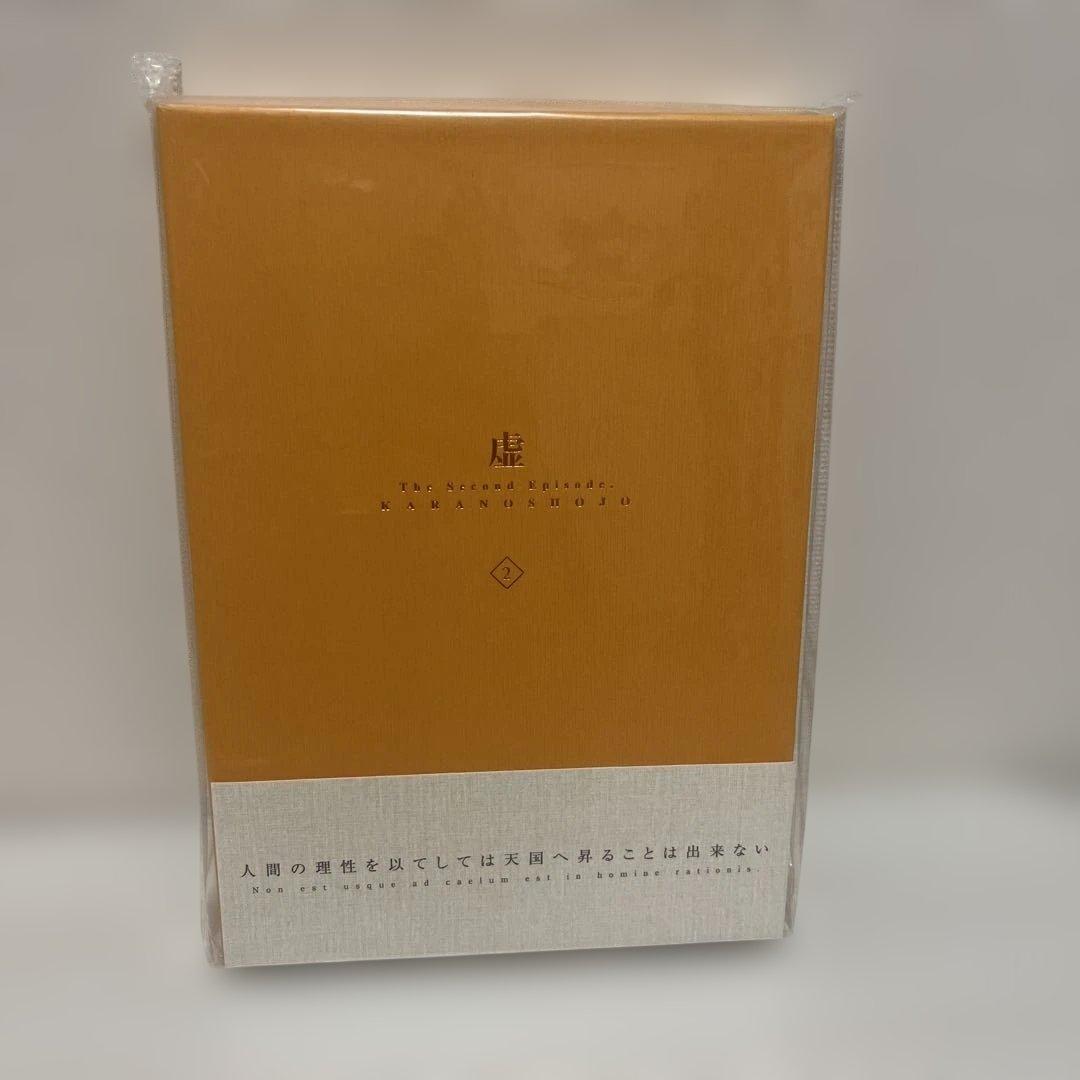 虚
The Second Episode.
KARANOSHOJO
2
人間の理性を以てしては天国へ昇ることは出来ない
Non est usque ad caelum est in homine rationis.